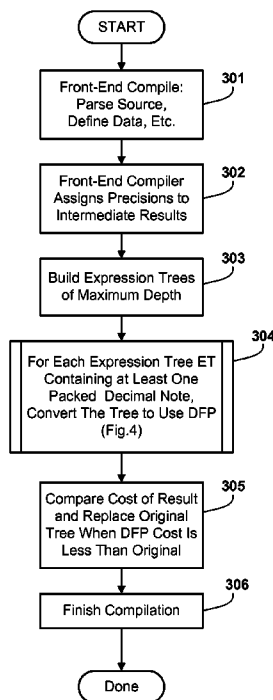 START
301
Front-End Compile:
Parse Source,
Define Data, Etc.
302
Front-End Compiler
Assigns Precisions to
Intermediate Results
303
Build Expression Trees
of Maximum Depth
304
For Each Expression Tree ET
Containing at Least One
Packed Decimal Note,
Convert The Tree to Use DFP
(Fig.4)
305
Compare Cost of Result
and Replace Original
Tree When DFP Cost Is
Less Than Original
306
Finish Compilation
Done